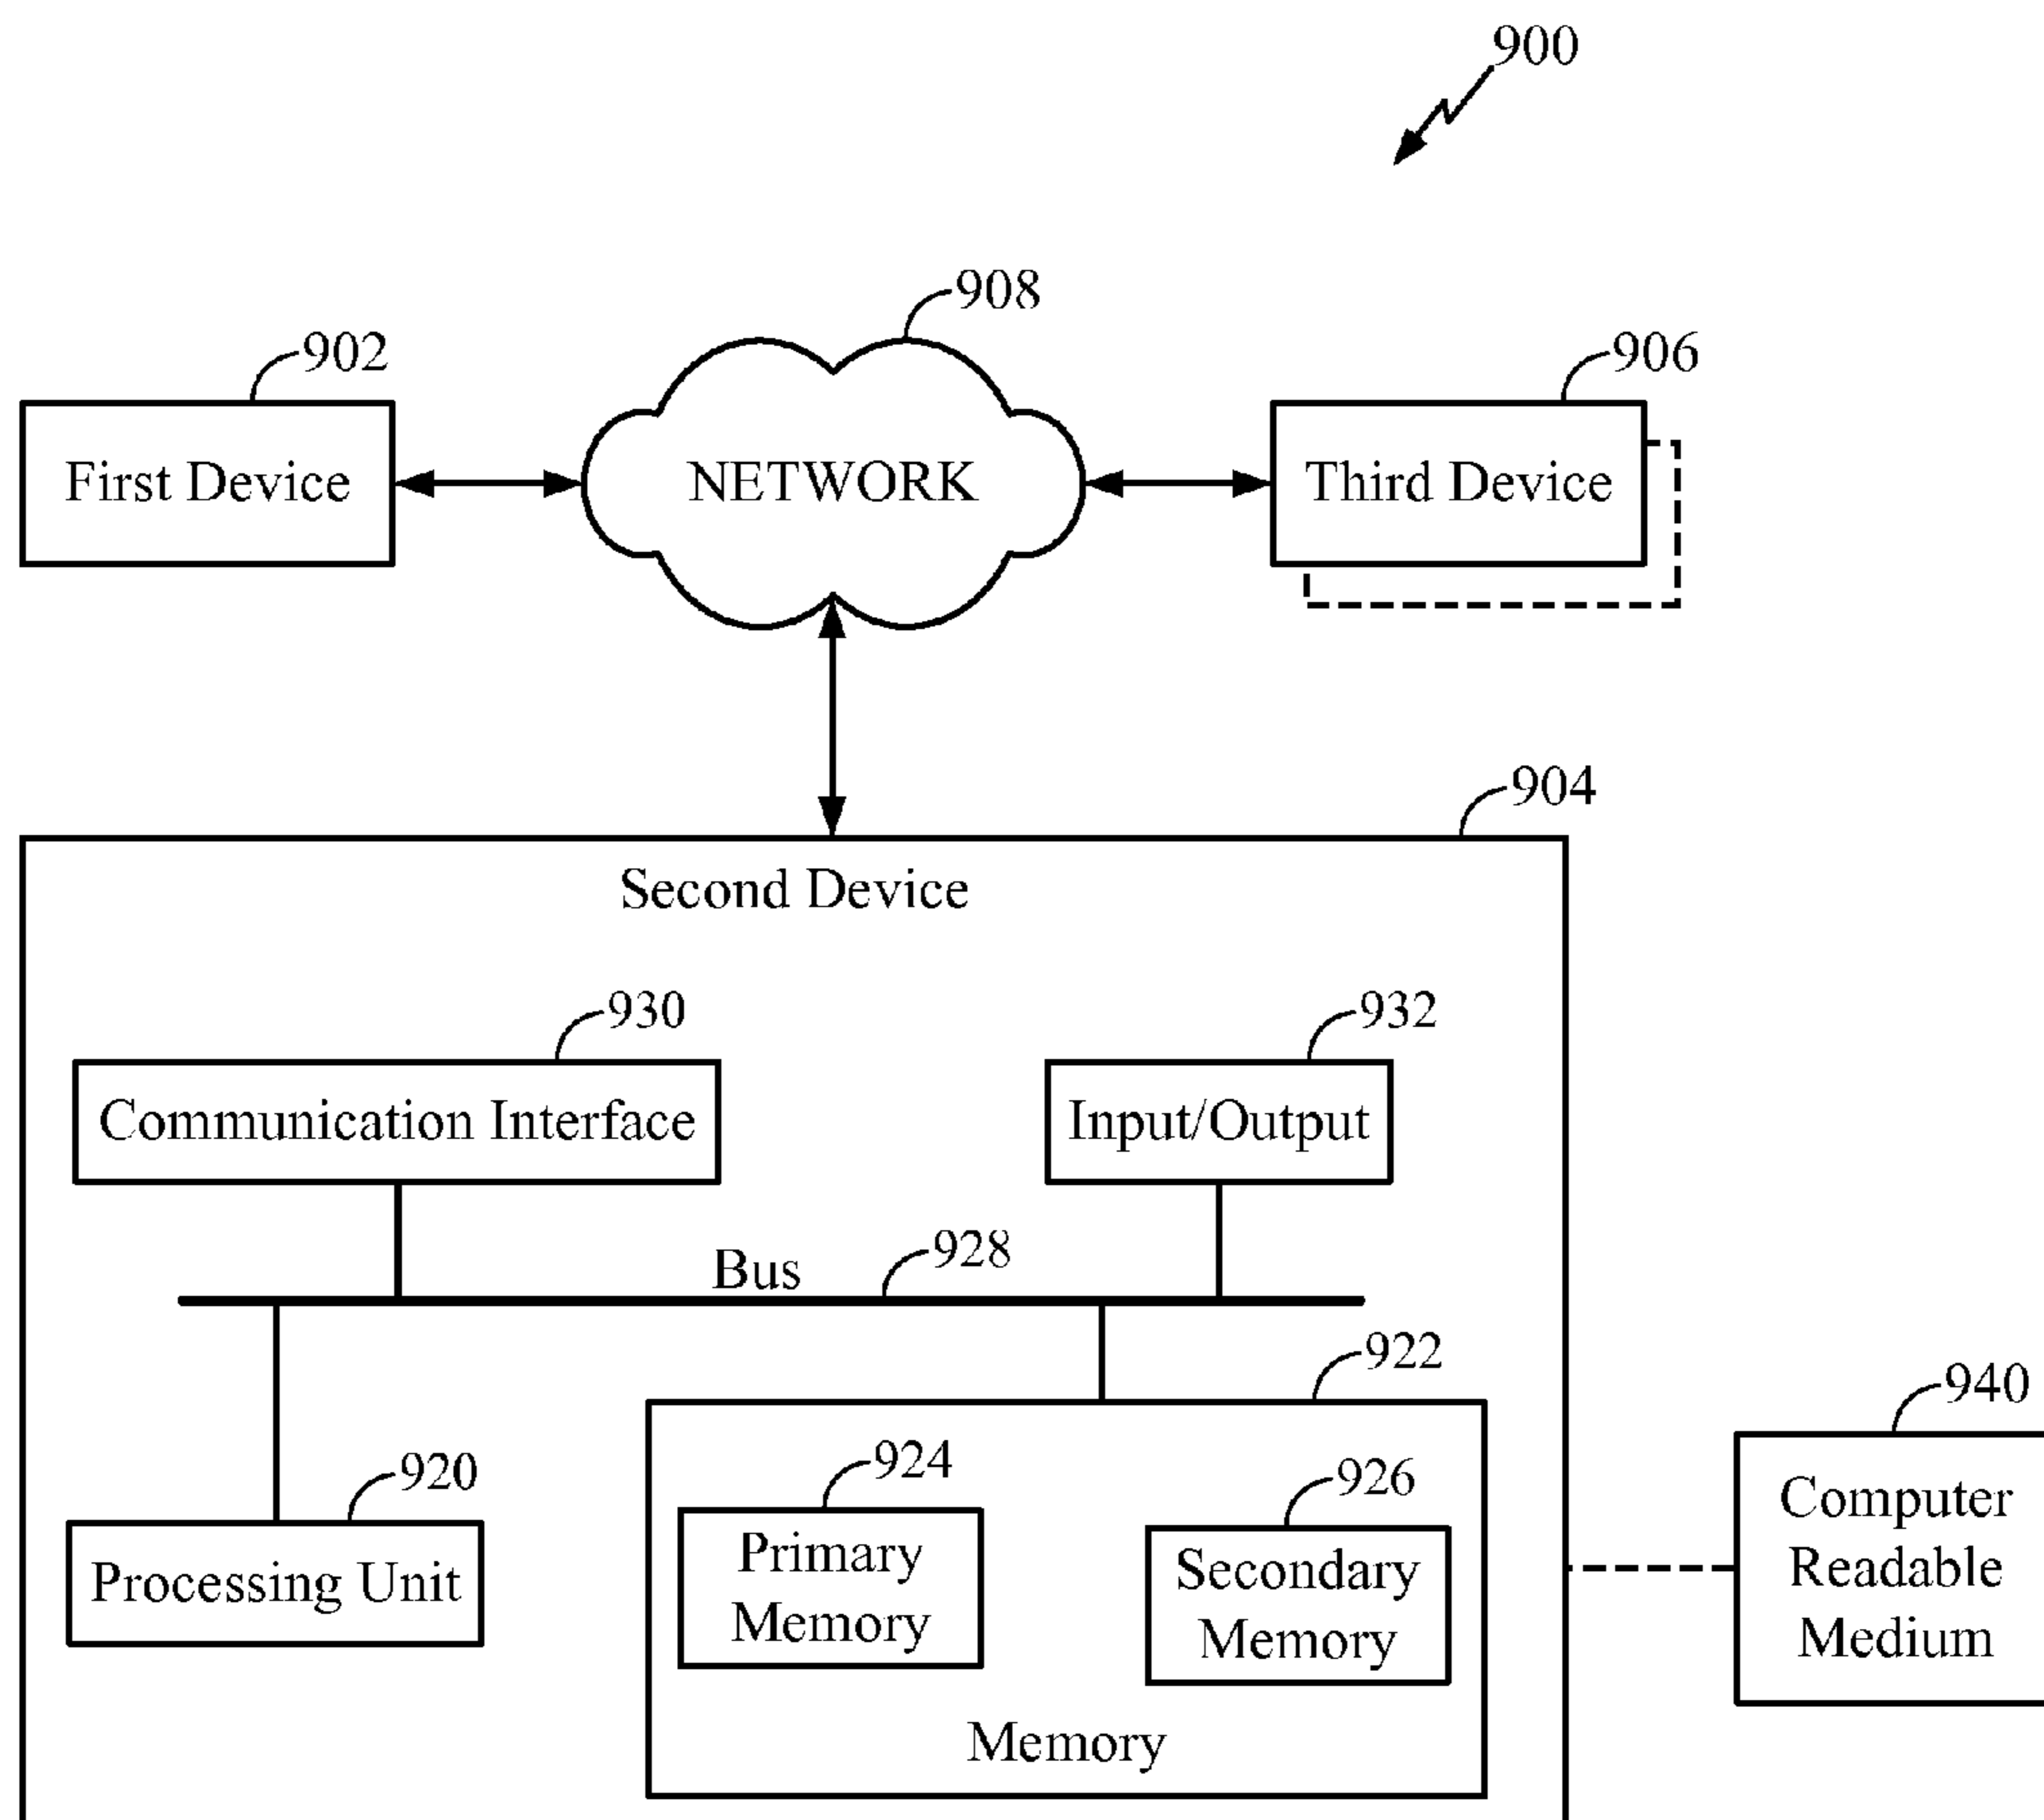 900
908
902
906
First Device
NETWORK
Third Device
904
Second Device
930
932
Communication Interface
Input/Output
Bus
928
922
940
920
924
926
Processing Unit
Primary
Memory
Secondary
Memory
Computer
Readable
Medium
Memory